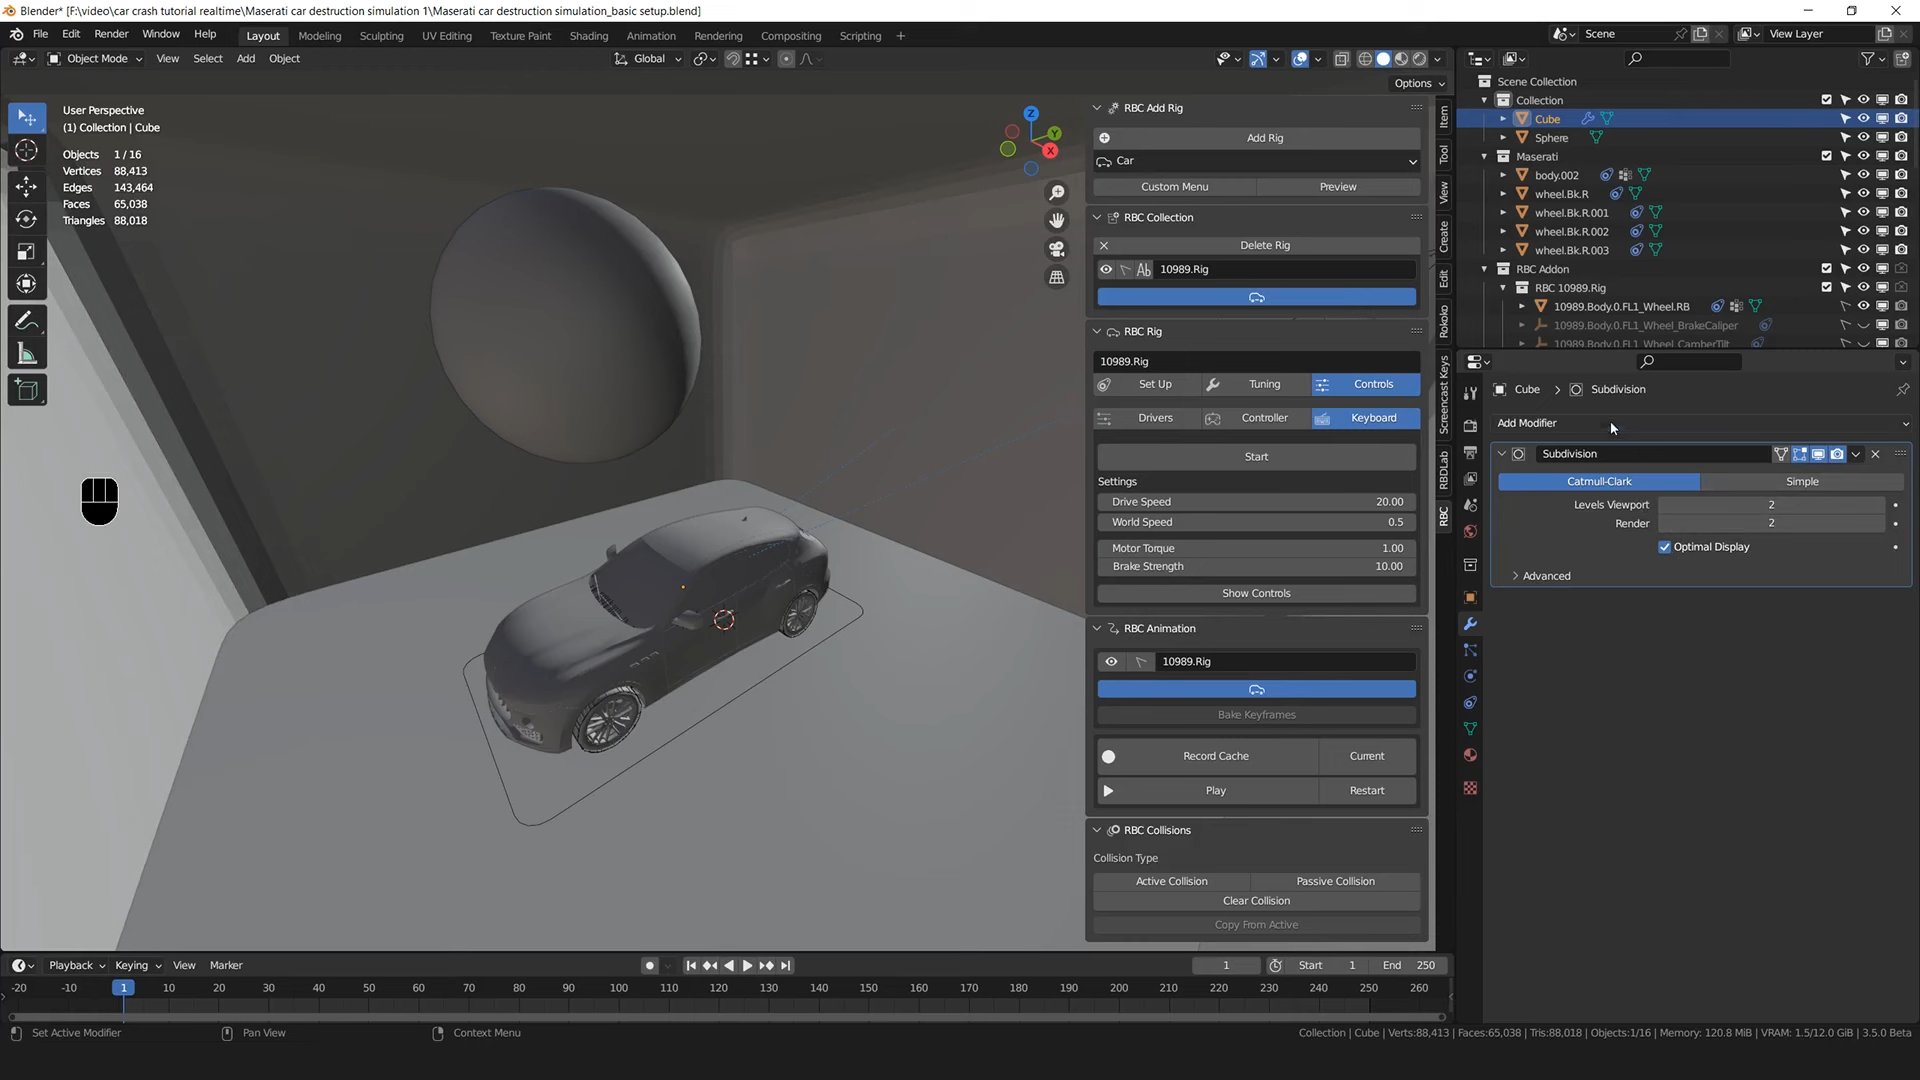 Blender* [F:\video\car crash tutorial realtime\Maserati car destruction simulation 1\Maserati car destruction simulation_basic setup.blend]
File Edit Render Window Help Layout Modeling Sculpting UV Editing Texture Paint Shading Animation Rendering Compositing Scripting + Scene View Layer
Object Mode View Select Add Object Global
Options
User Perspective
(1) Collection | Cube
Objects 1 / 16
Vertices 88,413
Edges 143,464
Faces 65,038
Triangles 88,018
Z
Y
X
RBC Add Rig
Add Rig
Car
Custom Menu Preview
RBC Collection
Delete Rig
10989.Rig
RBC Rig
10989.Rig
Set Up Tuning Controls
Drivers Controller Keyboard
Start
Settings
Drive Speed 20.00
World Speed 0.5
Motor Torque 1.00
Brake Strength 10.00
Show Controls
RBC Animation
10989.Rig
Bake Keyframes
Record Cache Current
Play Restart
RBC Collisions
Collision Type
Active Collision Passive Collision
Clear Collision
Copy From Active
Item
Tool
View
Create
Edit
Rokoko
Screencast Keys
RBDLab
RBC
Scene Collection
Collection
Cube
Sphere
Maserati
body.002
wheel.Bk.R
wheel.Bk.R.001
wheel.Bk.R.002
wheel.Bk.R.003
RBC Addon
RBC 10989.Rig
10989.Body.0.FL1_Wheel.RB
10989.Body.0.FL1_Wheel_BrakeCaliper
10989.Body.0.FL1_Wheel_CamberTilt
Cube > Subdivision
Add Modifier
Subdivision
Catmull-Clark Simple
Levels Viewport 2
Render 2
Optimal Display
Advanced
Playback Keying View Marker 1 Start 1 End 250
-20 -10 1 10 20 30 40 50 60 70 80 90 100 110 120 130 140 150 160 170 180 190 200 210 220 230 240 250 260
Set Active Modifier Pan View Context Menu Collection | Cube | Verts:88,413 | Faces:65,038 | Tris:88,018 | Objects:1/16 | Memory: 120.8 MiB | VRAM: 1.5/12.0 GiB | 3.5.0 Beta